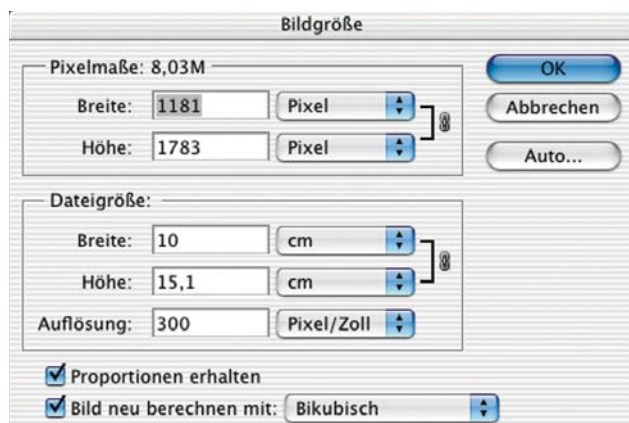 Bildgröße
Pixelmaße: 8,03M
Breite: 1181 Pixel
Höhe: 1783 Pixel
OK
Abbrechen
Auto...
Dateigröße:
Breite: 10 cm
Höhe: 15,1 cm
Auflösung: 300 Pixel/Zoll
Proportionen erhalten
Bild neu berechnen mit: Bikubisch